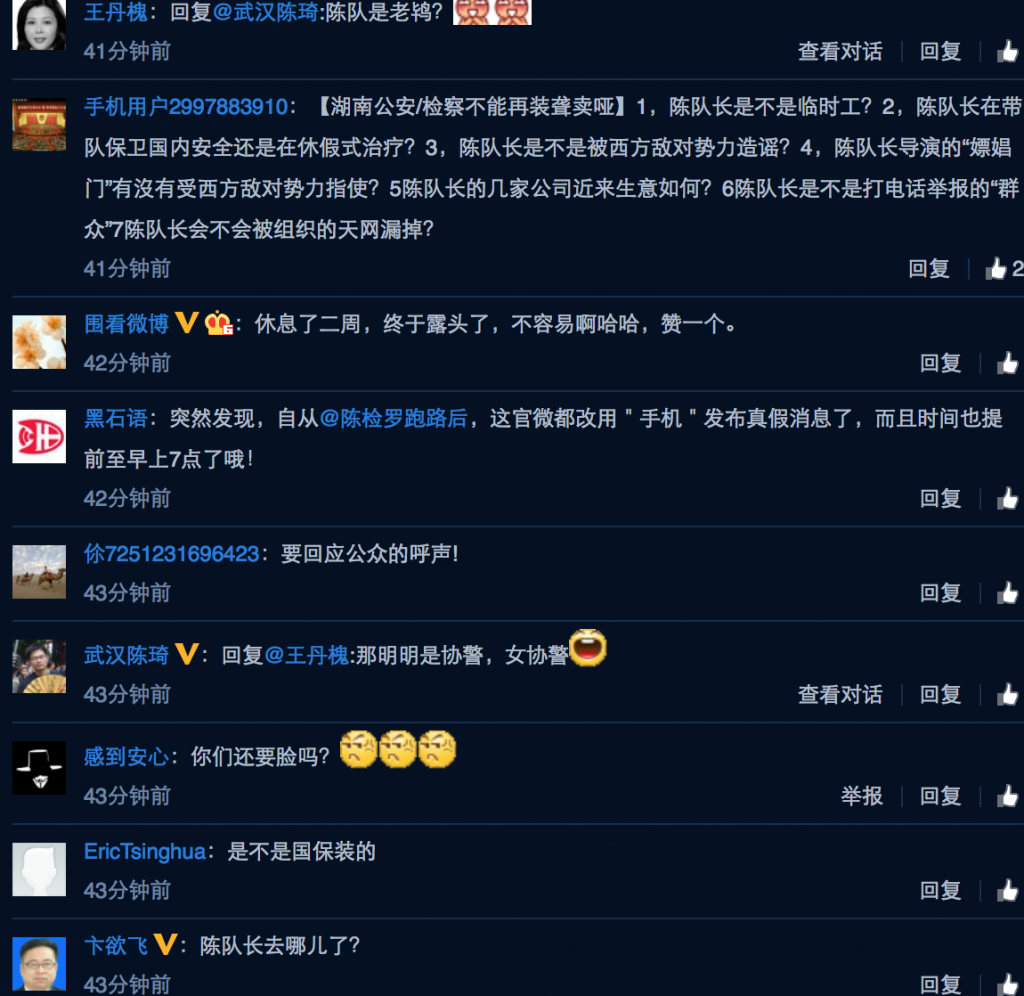 王丹槐：回复@武汉陈琦:陈队是老鸨？
41分钟前
查看对话 回复
手机用户2997883910：【湖南公安/检察不能再装聋卖哑】1，陈队长是不是临时工？2，陈队长在带
队保卫国内安全还是在休假式治疗？3，陈队长是不是被西方敌对势力造谣？4，陈队长导演的“嫖娼
门”有沒有受西方敌对势力指使？5陈队长的几家公司近来生意如何？6陈队长是不是打电话举报的“群
众”7陈队长会不会被组织的天网漏掉？
41分钟前
回复 2
围看微博 V 6：休息了二周，终于露头了，不容易啊哈哈，赞一个。
42分钟前
回复
黑石语：突然发现，自从@陈检罗跑路后，这官微都改用＂手机＂发布真假消息了，而且时间也提
前至早上7点了哦！
42分钟前
回复
伱7251231696423：要回应公众的呼声!
43分钟前
回复
武汉陈琦 V：回复@王丹槐:那明明是协警，女协警
43分钟前
查看对话 回复
感到安心：你们还要脸吗？
43分钟前
举报 回复
EricTsinghua：是不是国保装的
43分钟前
回复
卞欲飞 V：陈队长去哪儿了？
43分钟前
回复